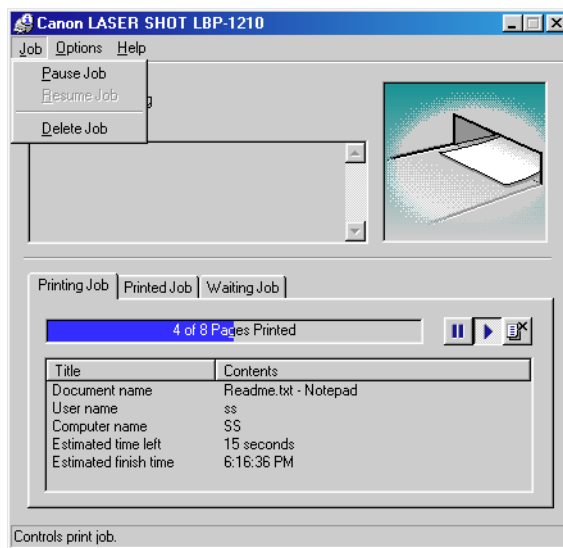 Canon LASER SHOT LBP-1210
Job Options Help
Pause Job
Resume Job
Delete Job
Printing Job Printed Job Waiting Job
4 of 8 Pages Printed
Title Contents
Document name Readme.txt - Notepad
User name ss
Computer name SS
Estimated time left 15 seconds
Estimated finish time 6:16:36 PM
Controls print job.